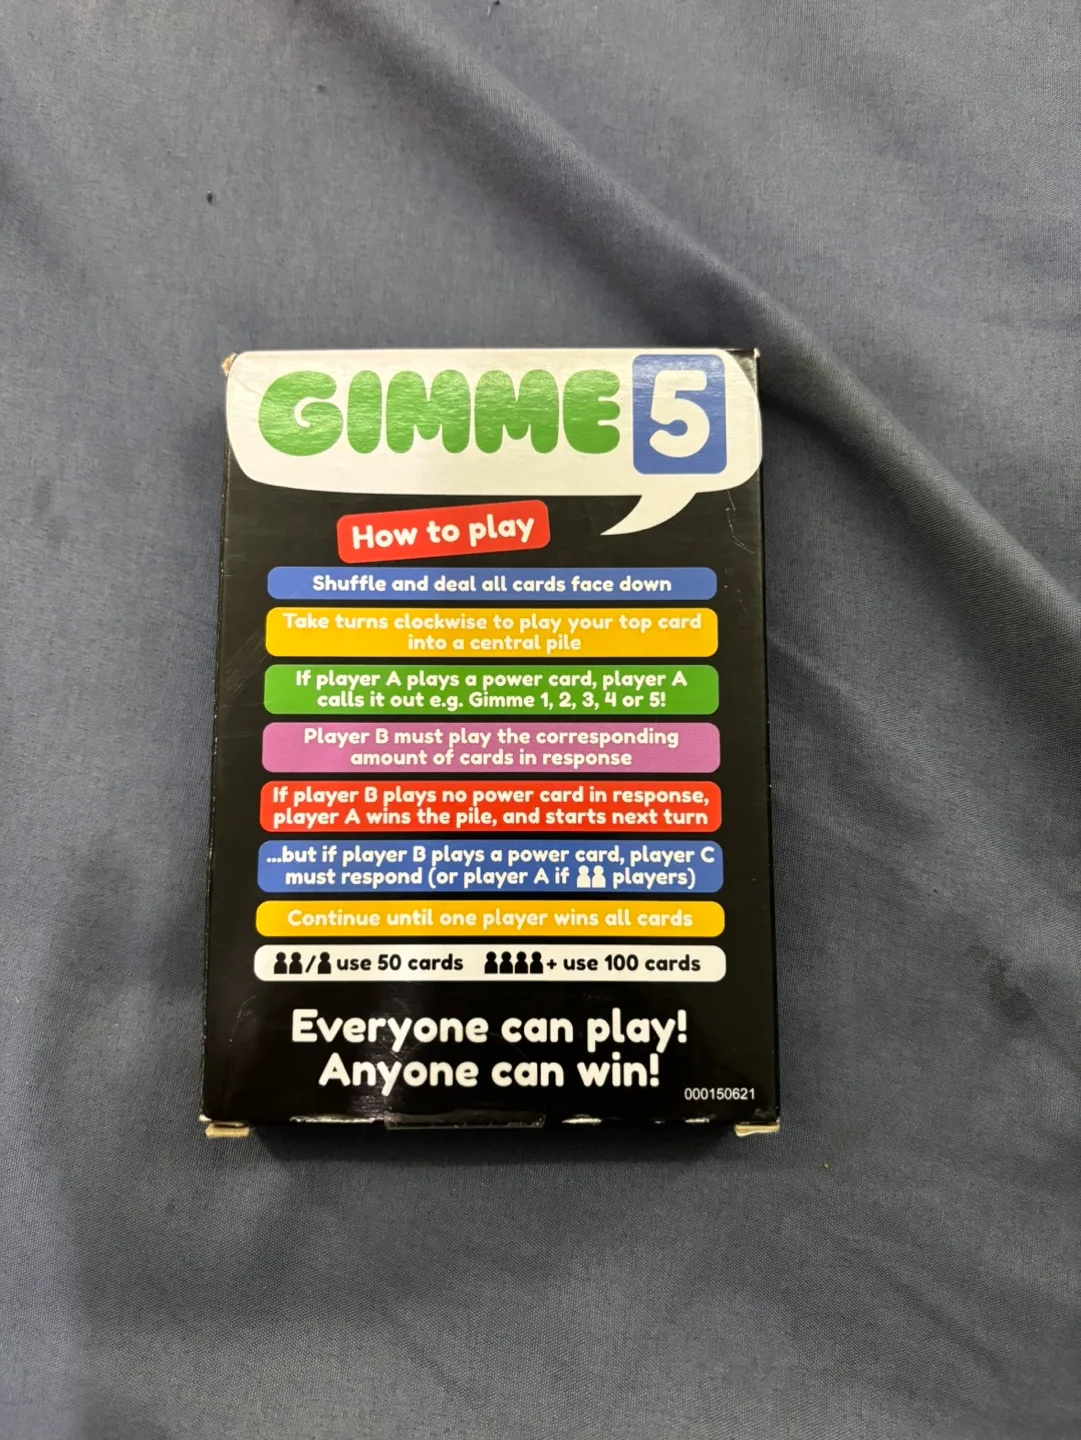 GIMME 5
How to play
Shuffle and deal all cards face down
Take turns clockwise to play your top card
into a central pile
If player A plays a power card, player A
calls it out e.g. Gimme 1, 2, 3, 4 or 5!
Player B must play the corresponding
amount of cards in response
If player B plays no power card in response,
player A wins the pile, and starts next turn
...but if player B plays a power card, player C
must respond (or player A if players)
Continue until one player wins all cards
/ use 50 cards + use 100 cards
Everyone can play!
Anyone can win!
000150621